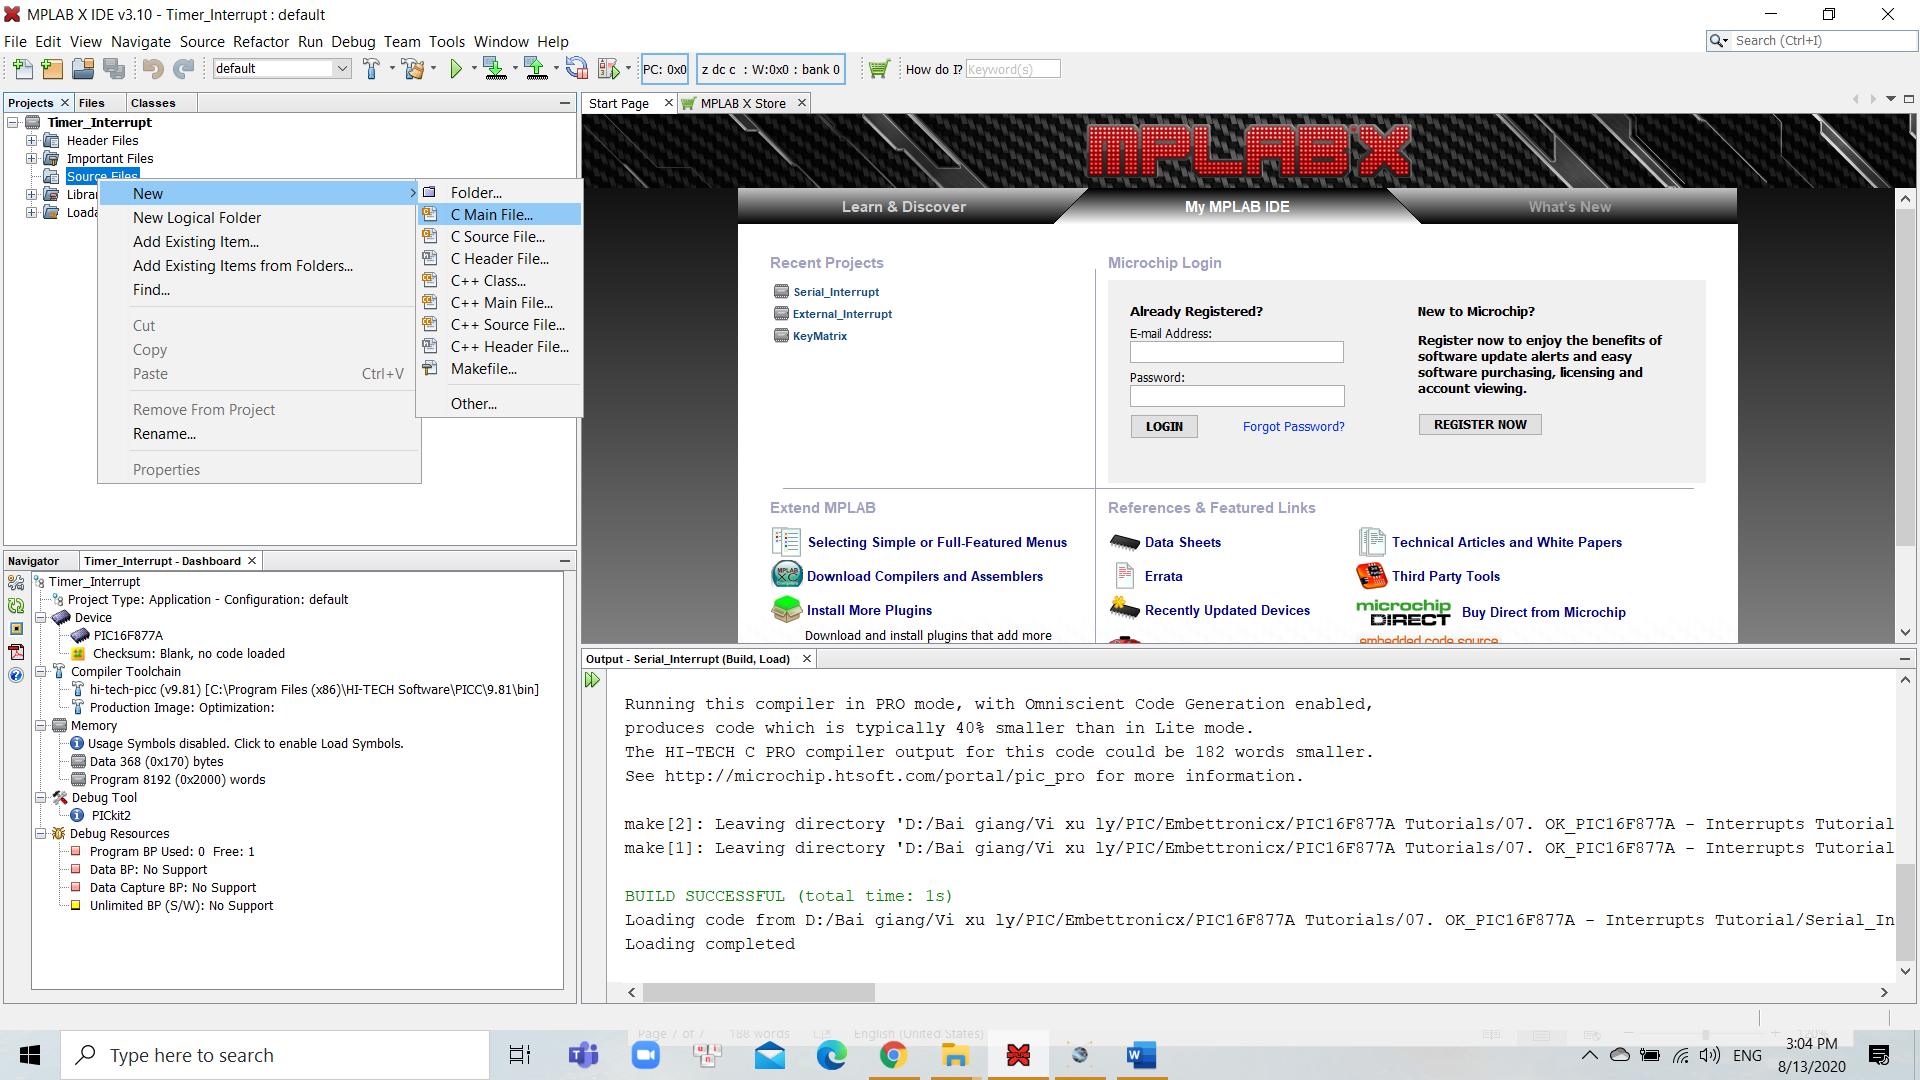 MPLAB X IDE v3.10 - Timer_Interrupt : default
File Edit View Navigate Source Refactor Run Debug Team Tools Window Help
Search (Ctrl+I)
default
PC: 0x0
z dc c : W:0x0 : bank 0
How do I?
Keyword(s)
Projects
Files
Classes
Timer_Interrupt
Header Files
Important Files
Source Files
Libra
Loada
New
New Logical Folder
Add Existing Item...
Add Existing Items from Folders...
Find...
Cut
Copy
Paste Ctrl+V
Remove From Project
Rename...
Properties
Folder...
C Main File...
C Source File...
C Header File...
C++ Class...
C++ Main File...
C++ Source File...
C++ Header File...
Makefile...
Other...
Start Page
MPLAB X Store
MPLAB X
Learn & Discover
My MPLAB IDE
What's New
Recent Projects
Serial_Interrupt
External_Interrupt
KeyMatrix
Microchip Login
Already Registered?
E-mail Address:
Password:
LOGIN
Forgot Password?
New to Microchip?
Register now to enjoy the benefits of
software update alerts and easy
software purchasing, licensing and
account viewing.
REGISTER NOW
Extend MPLAB
Selecting Simple or Full-Featured Menus
MPLAB
XC
Download Compilers and Assemblers
Install More Plugins
Download and install plugins that add more
References & Featured Links
Data Sheets
Errata
Recently Updated Devices
Technical Articles and White Papers
Third Party Tools
microchip
DIRECT
Buy Direct from Microchip
embedded code source
Navigator
Timer_Interrupt - Dashboard
Timer_Interrupt
Project Type: Application - Configuration: default
Device
PIC16F877A
Checksum: Blank, no code loaded
Compiler Toolchain
hi-tech-picc (v9.81) [C:\Program Files (x86)\HI-TECH Software\PICC\9.81\bin]
Production Image: Optimization:
Memory
Usage Symbols disabled. Click to enable Load Symbols.
Data 368 (0x170) bytes
Program 8192 (0x2000) words
Debug Tool
PICkit2
Debug Resources
Program BP Used: 0 Free: 1
Data BP: No Support
Data Capture BP: No Support
Unlimited BP (S/W): No Support
Output - Serial_Interrupt (Build, Load)
Running this compiler in PRO mode, with Omniscient Code Generation enabled,
produces code which is typically 40% smaller than in Lite mode.
The HI-TECH C PRO compiler output for this code could be 182 words smaller.
See http://microchip.htsoft.com/portal/pic_pro for more information.
make[2]: Leaving directory 'D:/Bai giang/Vi xu ly/PIC/Embettronicx/PIC16F877A Tutorials/07. OK_PIC16F877A - Interrupts Tutorial
make[1]: Leaving directory 'D:/Bai giang/Vi xu ly/PIC/Embettronicx/PIC16F877A Tutorials/07. OK_PIC16F877A - Interrupts Tutorial
BUILD SUCCESSFUL (total time: 1s)
Loading code from D:/Bai giang/Vi xu ly/PIC/Embettronicx/PIC16F877A Tutorials/07. OK_PIC16F877A - Interrupts Tutorial/Serial_In
Loading completed
Page 7 of 7 188 words English (United States) 120%
Type here to search
ENG
3:04 PM
8/13/2020